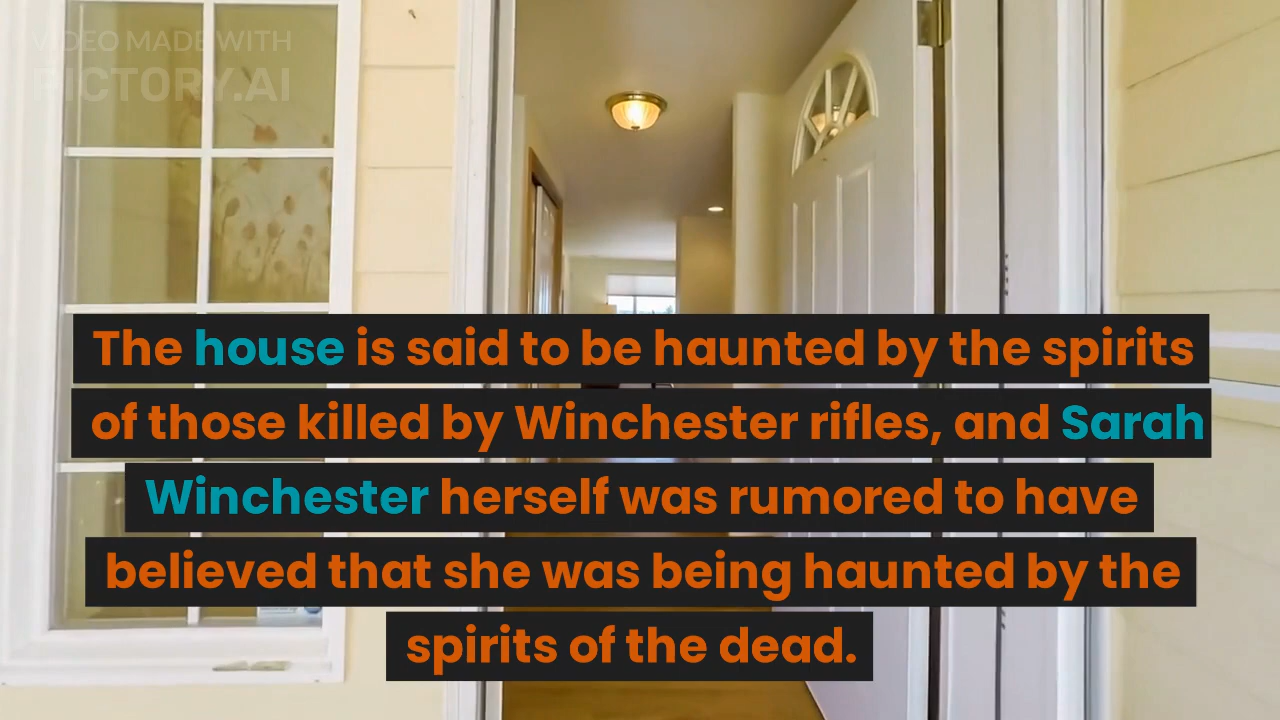 VIDEO MADE WITH
PICTORY.AI
The house is said to be haunted by the spirits
of those killed by Winchester rifles, and Sarah
Winchester herself was rumored to have
believed that she was being haunted by the
spirits of the dead.